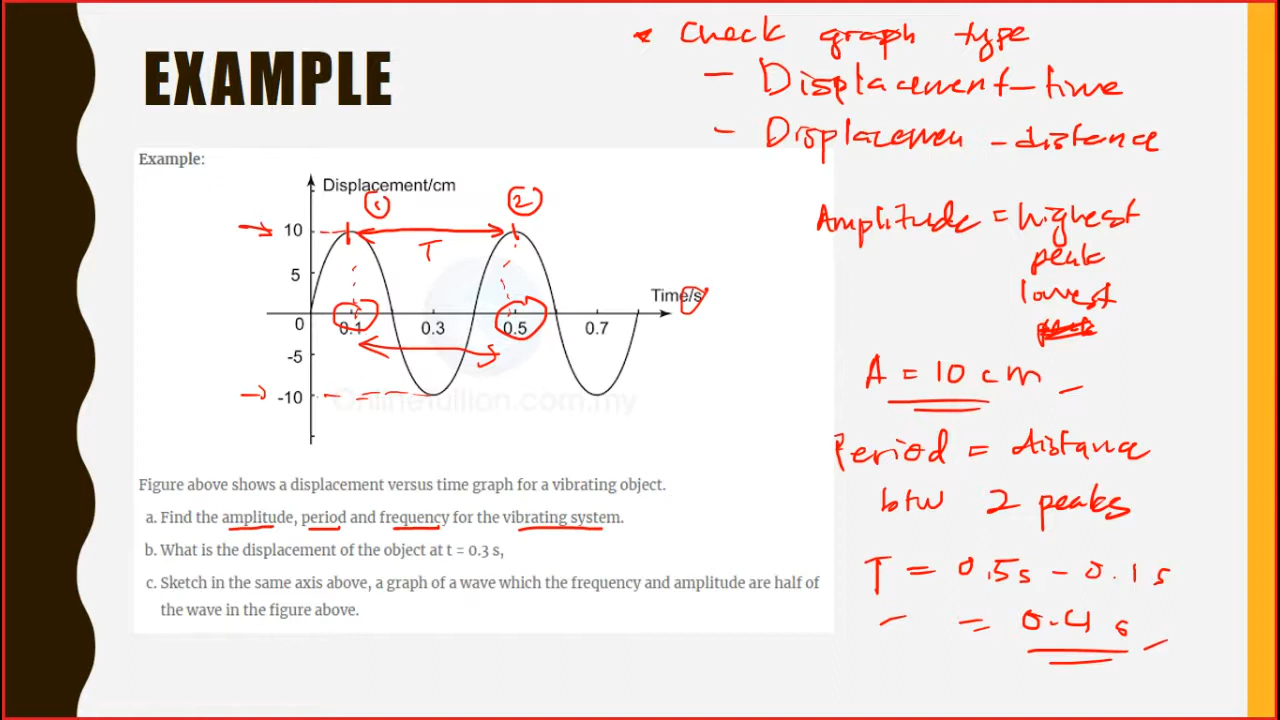 EXAMPLE
* Check graph type
- Displacement-time
- Displacemen - distance
Example:
Displacement/cm
① ②
10
T
5
Time/s
0 0.1 0.3 0.5 0.7
-5
-10
Onlinetuition.com.my
Amplitude = highest
peak
lowest
A = 10 cm
Period = distance
btw 2 peaks
T = 0.5s - 0.1s
= 0.4 s
Figure above shows a displacement versus time graph for a vibrating object.
a. Find the amplitude, period and frequency for the vibrating system.
b. What is the displacement of the object at t = 0.3 s,
c. Sketch in the same axis above, a graph of a wave which the frequency and amplitude are half of
the wave in the figure above.